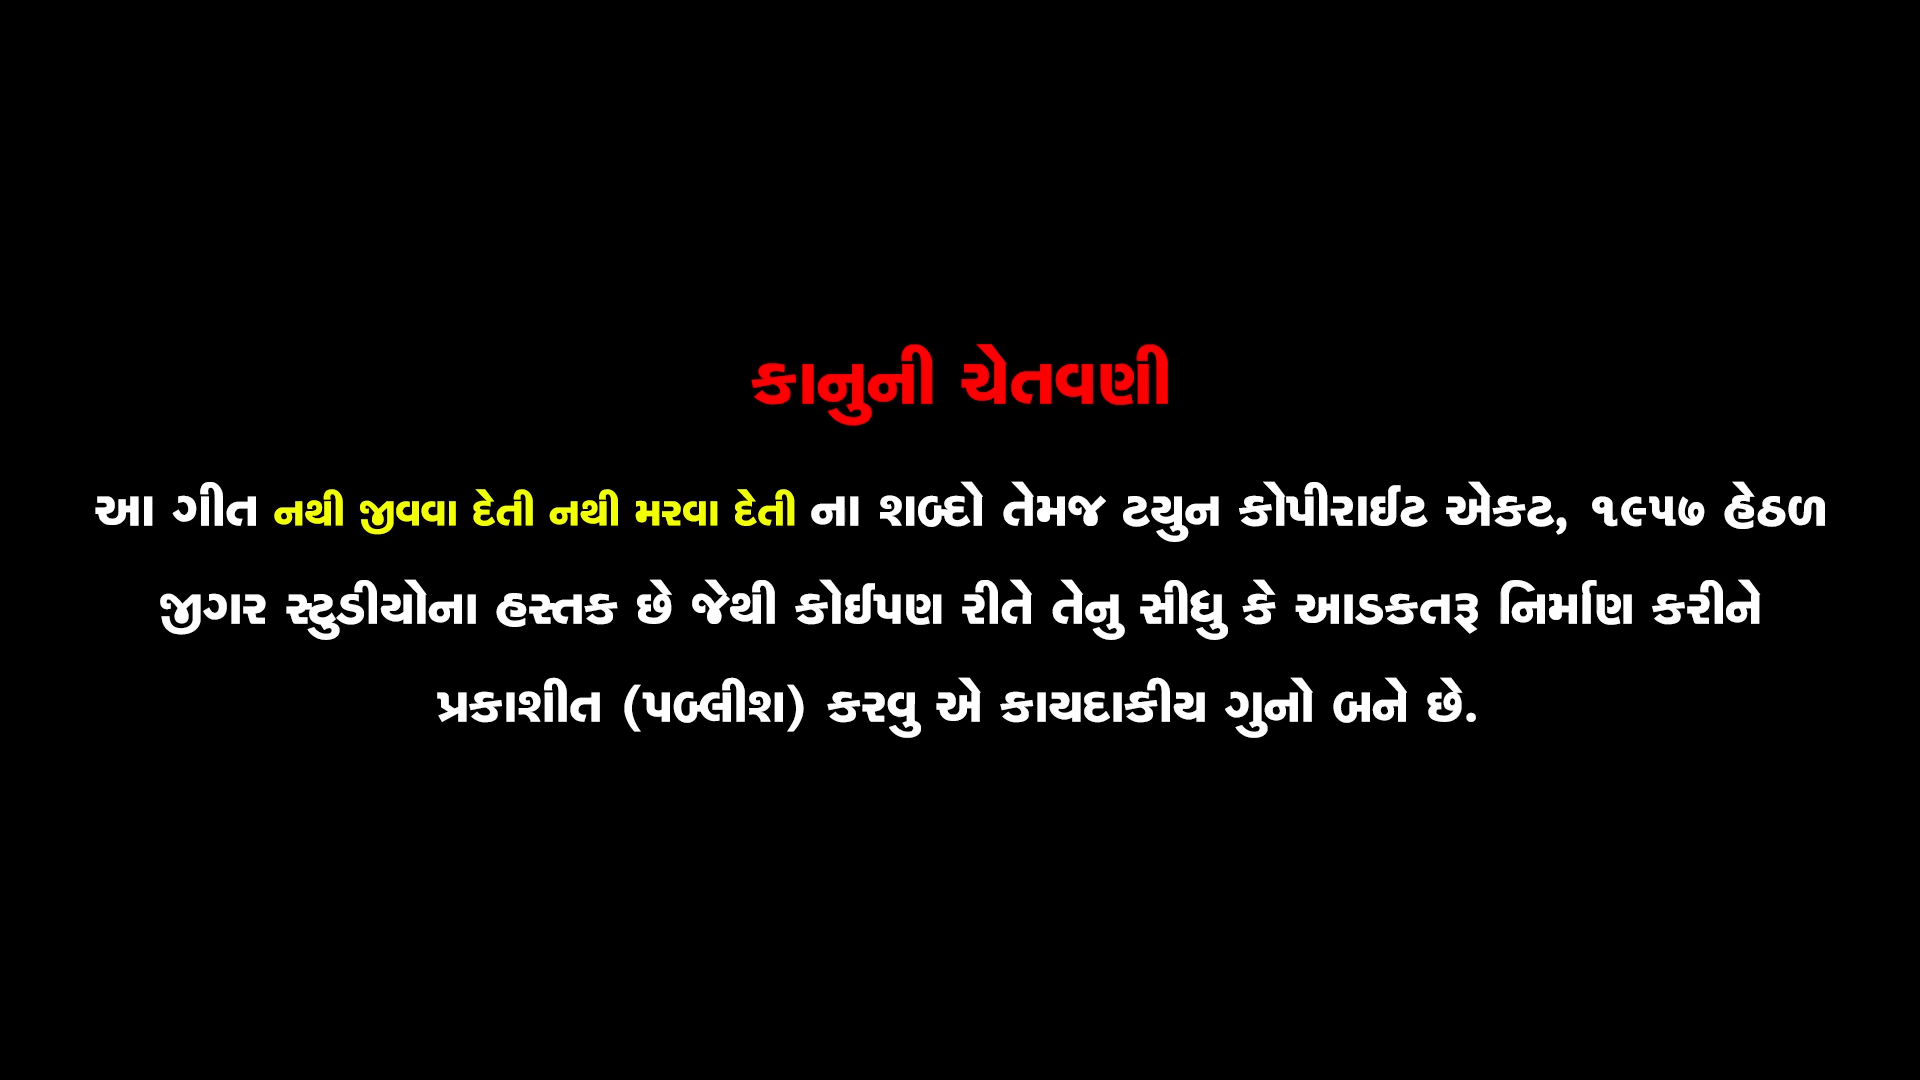 કાનુની ચેતવણી
આ ગીત નથી જીવવા દેતી નથી મરવા દેતી ના શબ્દો તેમજ ટયુન કોપીરાઈટ એકટ, ૧૯૫૭ હેઠળ
જીગર સ્ટુડીયોના હસ્તક છે જેથી કોઈપણ રીતે તેનુ સીધુ કે આડકતરૂ નિર્માણ કરીને
પ્રકાશીત (પબ્લીશ) કરવુ એ કાયદાકીય ગુનો બને છે.